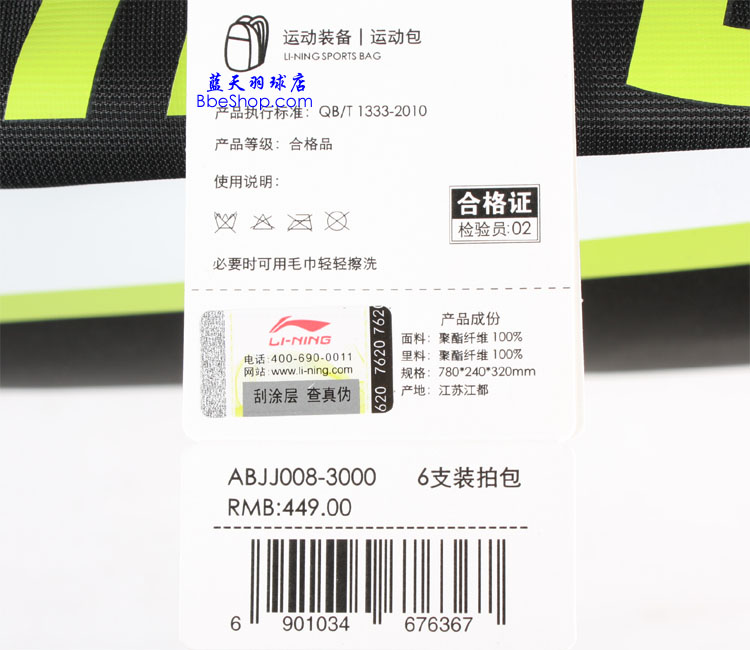 运动装备 | 运动包
LI-NING SPORTS BAG
蓝天羽球店
BbeShop.com
产品执行标准: QB/T 1333-2010
产品等级: 合格品
使用说明:
合格证
检验员:02
必要时可用毛巾轻轻擦洗
LI-NING
电话:400-690-0011
网站:www.li-ning.com
刮涂层 查真伪
620 7620 7620
产品成份
面料: 聚酯纤维 100%
里料: 聚酯纤维 100%
规格: 780*240*320mm
产地: 江苏江都
ABJJ008-3000 6支装拍包
RMB:449.00
6 901034 676367